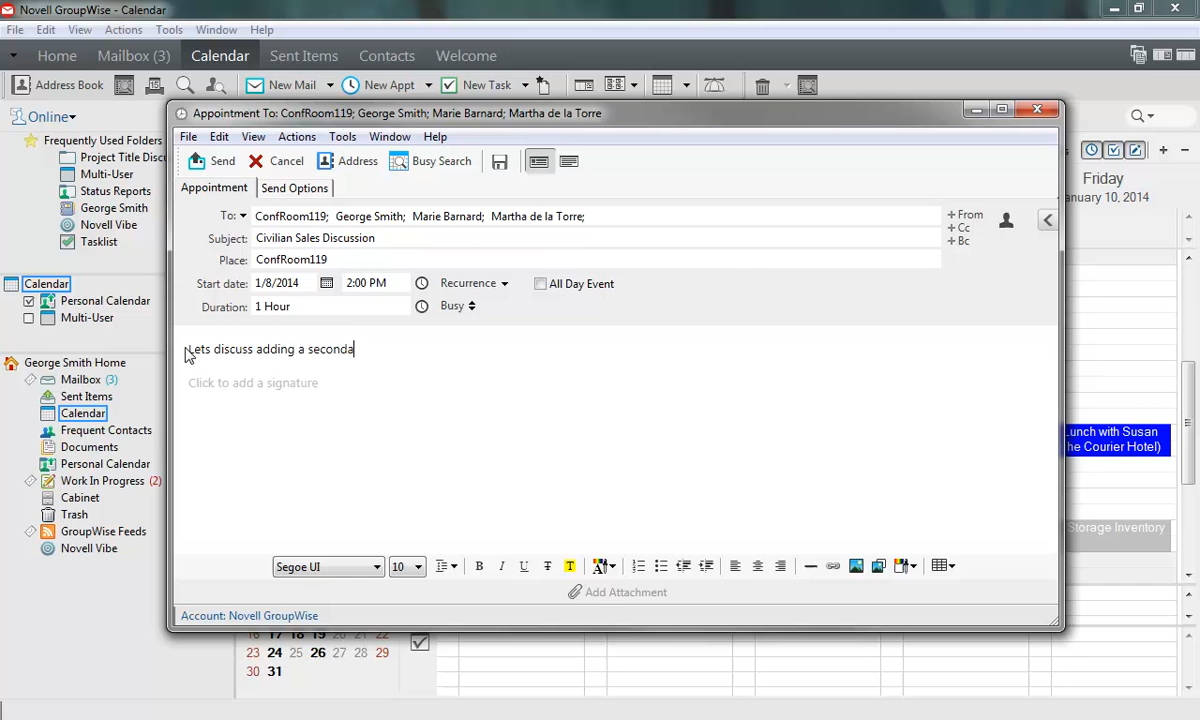 Novell GroupWise - Calendar
File Edit View Actions Tools Window Help
Home Mailbox (3) Calendar Sent Items Contacts Welcome
Address Book New Mail New Appt New Task
Online
Frequently Used Folders
Project Title Disc
Multi-User
Status Reports
George Smith
Novell Vibe
Tasklist
Calendar
Personal Calendar
Multi-User
George Smith Home
Mailbox (3)
Sent Items
Calendar
Frequent Contacts
Documents
Personal Calendar
Work In Progress (2)
Cabinet
Trash
GroupWise Feeds
Novell Vibe
Appointment To: ConfRoom119; George Smith; Marie Barnard; Martha de la Torre
File Edit View Actions Tools Window Help
Send Cancel Address Busy Search
Appointment Send Options
To: ConfRoom119; George Smith; Marie Barnard; Martha de la Torre;
+ From
+ Cc
+ Bc
Subject: Civilian Sales Discussion
Place: ConfRoom119
Start date: 1/8/2014 2:00 PM Recurrence All Day Event
Duration: 1 Hour Busy
Lets discuss adding a seconda
Click to add a signature
Segoe UI 10 B I U T T A
Add Attachment
Account: Novell GroupWise
Friday
anuary 10, 2014
Lunch with Susan
he Courier Hotel)
Storage Inventory
16 17 18 19 20 21 22
23 24 25 26 27 28 29
30 31